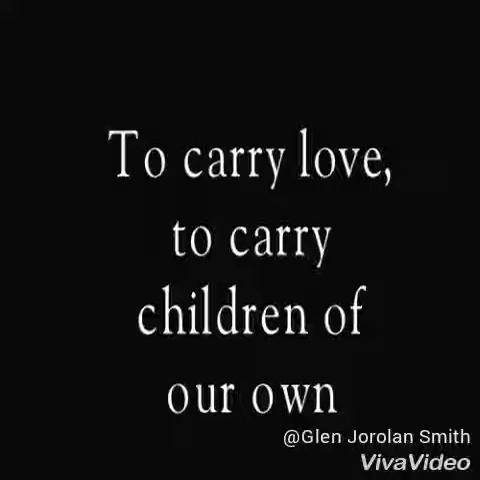 To carry love,
to carry
children of
our own
@Glen Jorolan Smith
VivaVideo